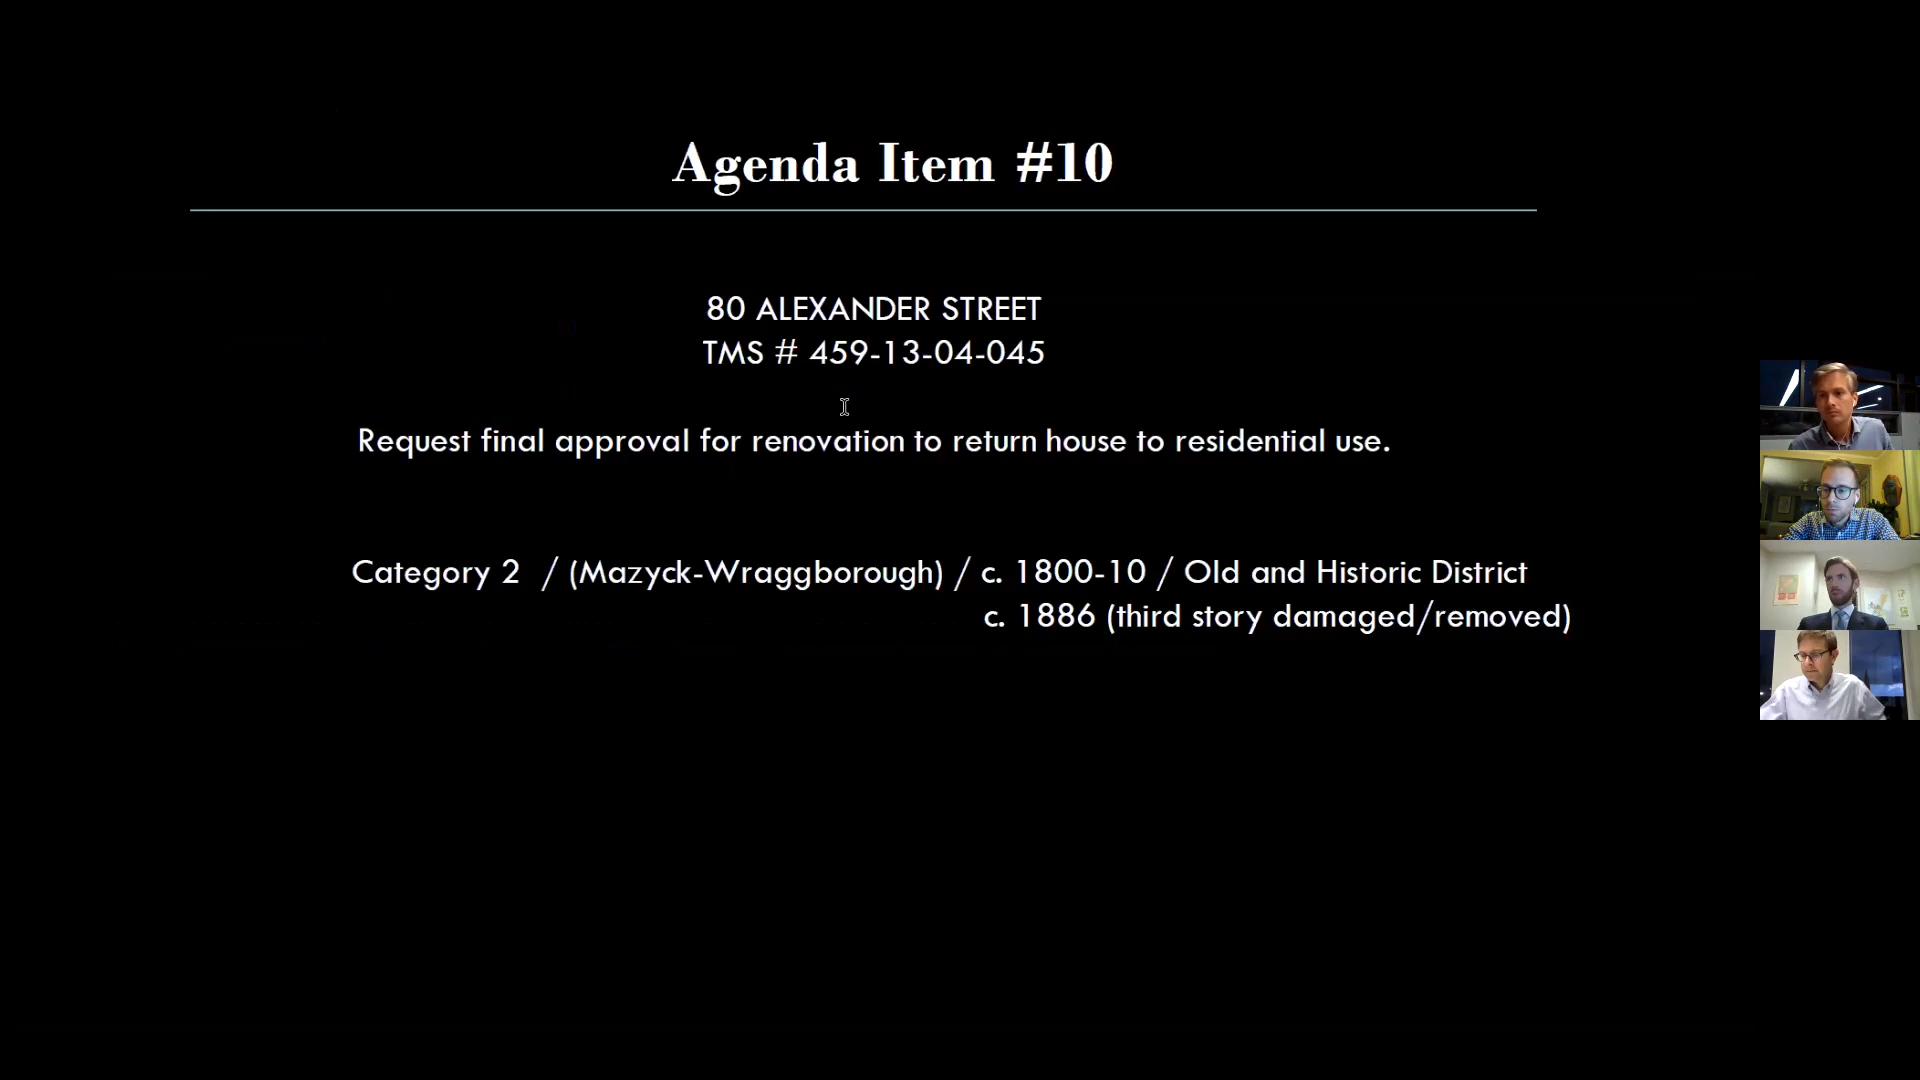 Agenda Item #10
80 ALEXANDER STREET
TMS # 459-13-04-045
Request final approval for renovation to return house to residential use.
Category 2 / (Mazyck-Wraggborough) / c. 1800-10 / Old and Historic District
c. 1886 (third story damaged/removed)